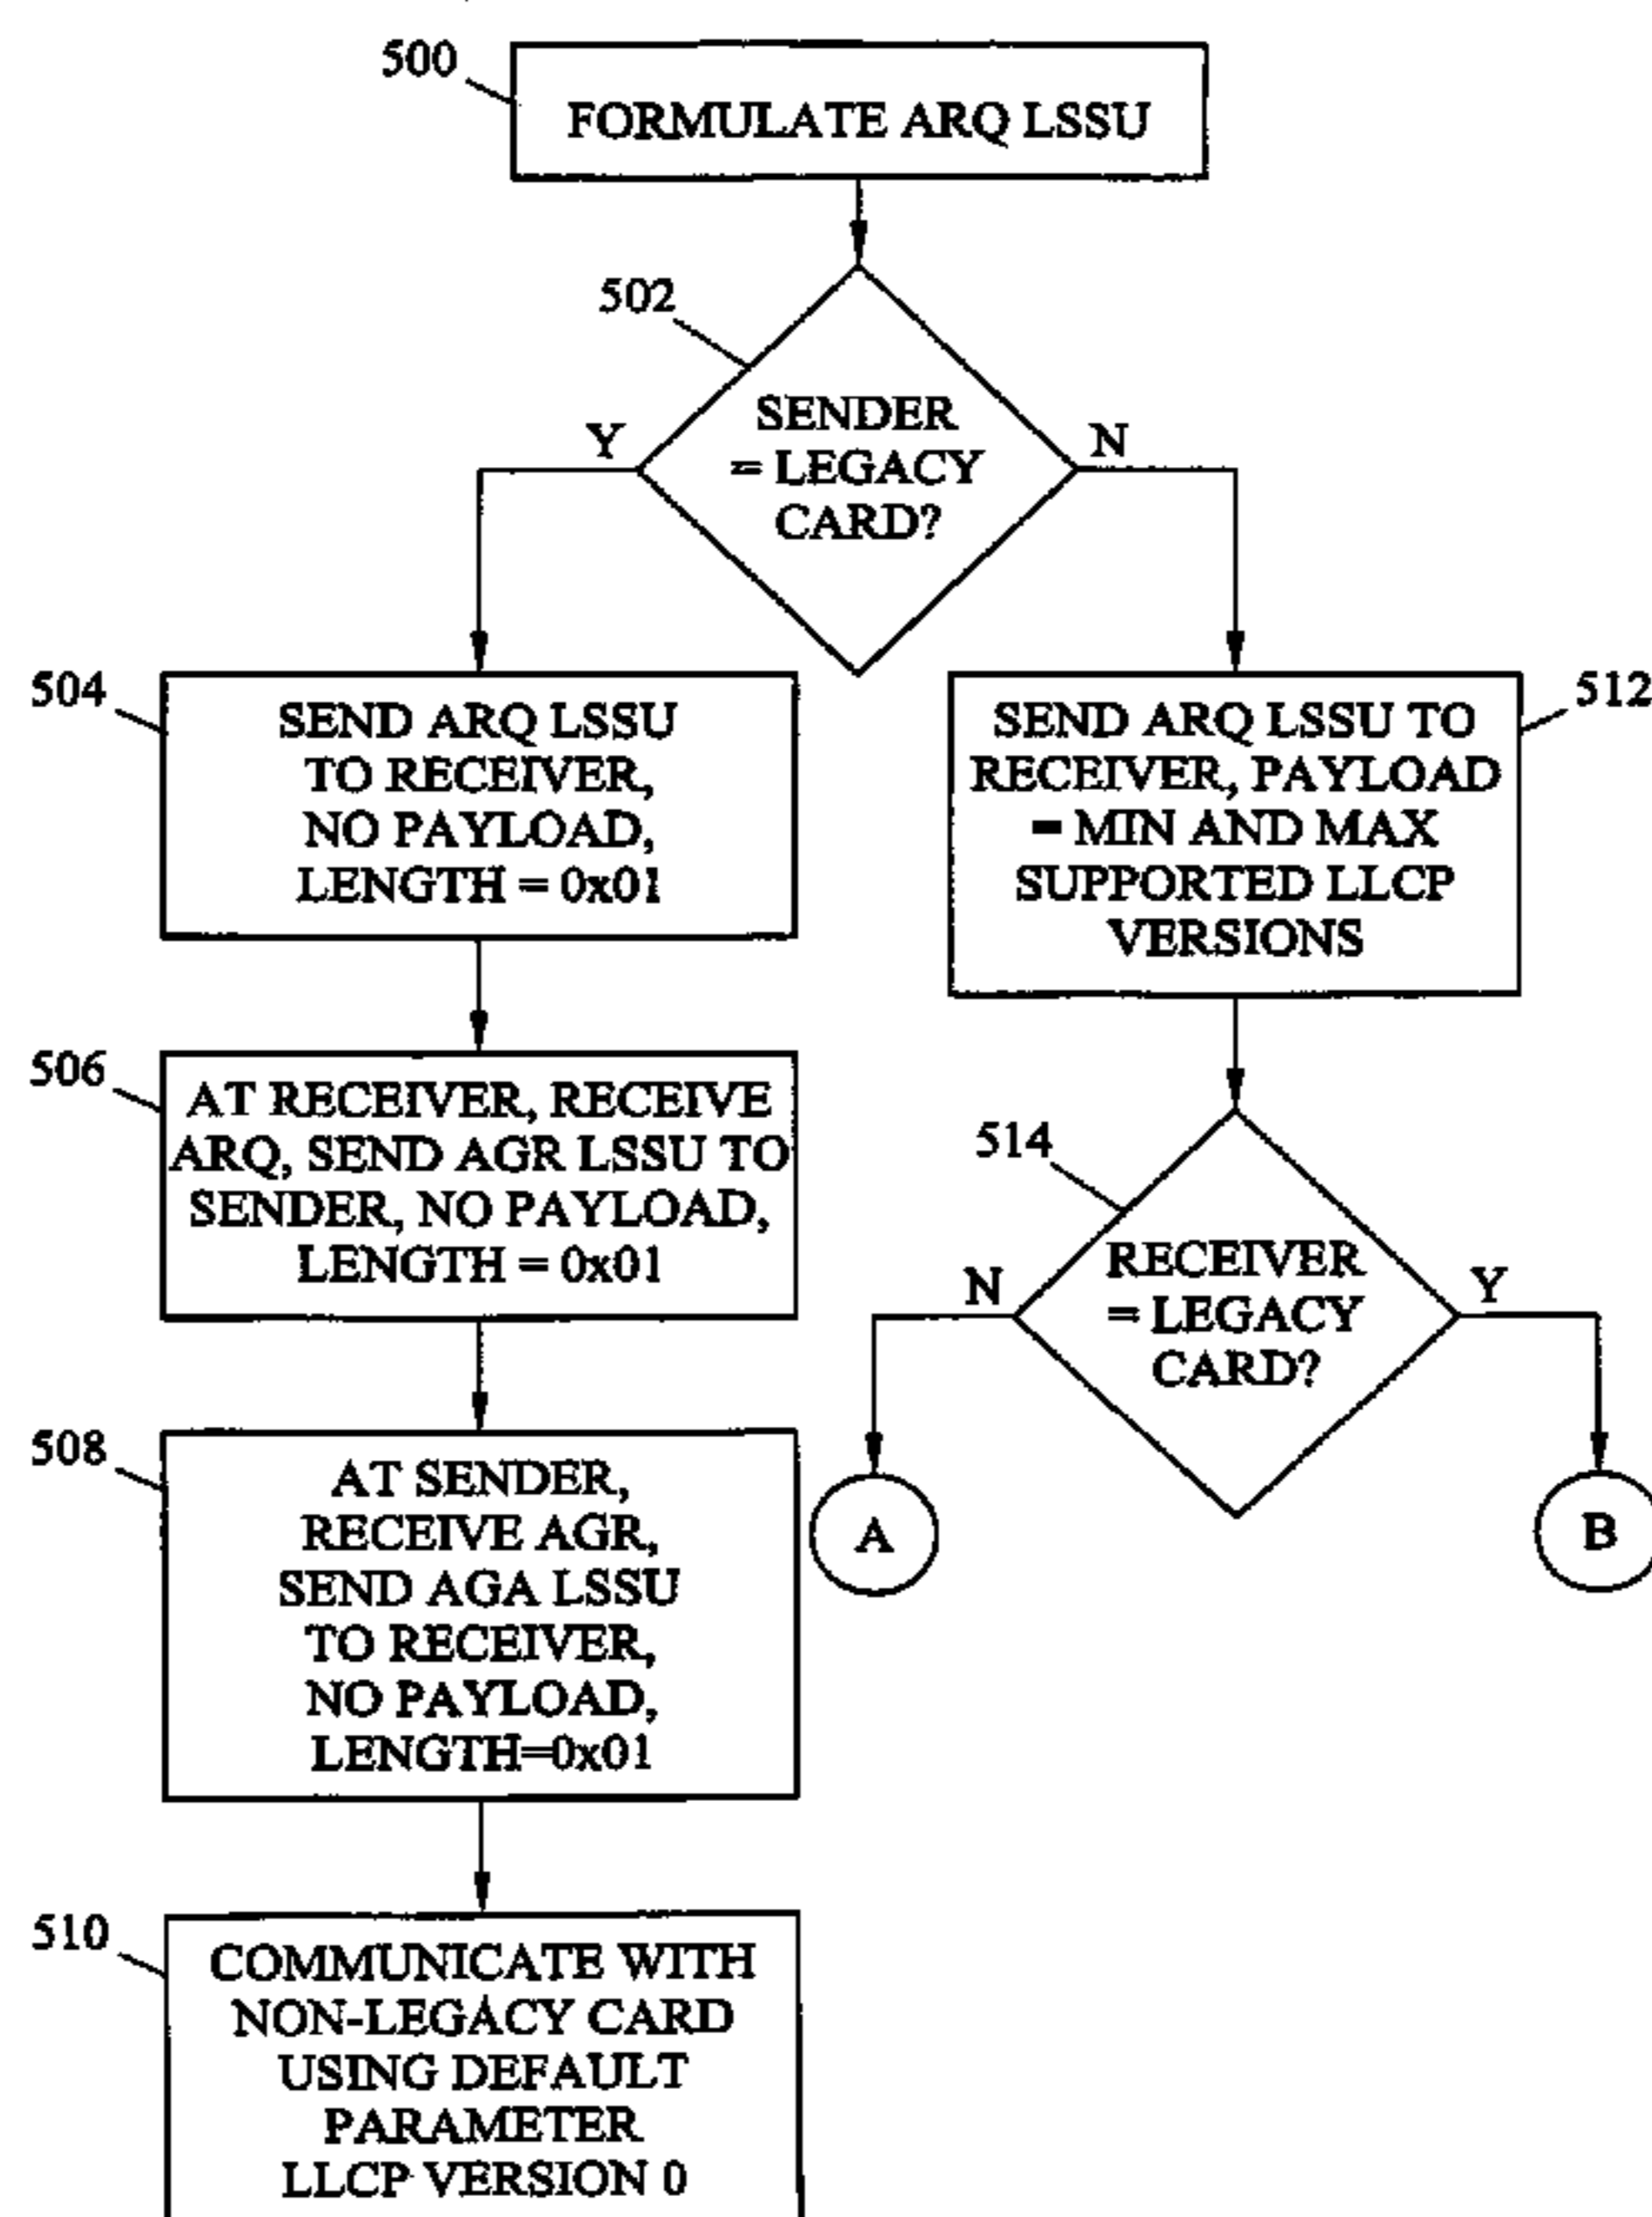 500
FORMULATE ARQ LSSU
502
SENDER
= LEGACY
CARD?
Y
N
504
SEND ARQ LSSU
TO RECEIVER,
NO PAYLOAD,
LENGTH = 0x01
512
SEND ARQ LSSU TO
RECEIVER, PAYLOAD
= MIN AND MAX
SUPPORTED LLCP
VERSIONS
506
AT RECEIVER, RECEIVE
ARQ, SEND AGR LSSU TO
SENDER, NO PAYLOAD,
LENGTH = 0x01
514
RECEIVER
= LEGACY
CARD?
N
Y
508
AT SENDER,
RECEIVE AGR,
SEND AGA LSSU
TO RECEIVER,
NO PAYLOAD,
LENGTH=0x01
A
B
510
COMMUNICATE WITH
NON-LEGACY CARD
USING DEFAULT
PARAMETER
LLCP VERSION 0